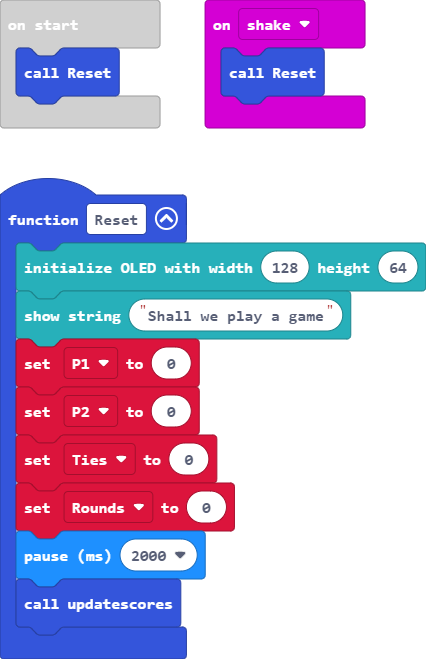 on start
call Reset
on shake
call Reset
function Reset
initialize OLED with width 128 height 64
show string "Shall we play a game"
set P1 to 0
set P2 to 0
set Ties to 0
set Rounds to 0
pause (ms) 2000
call updatescores